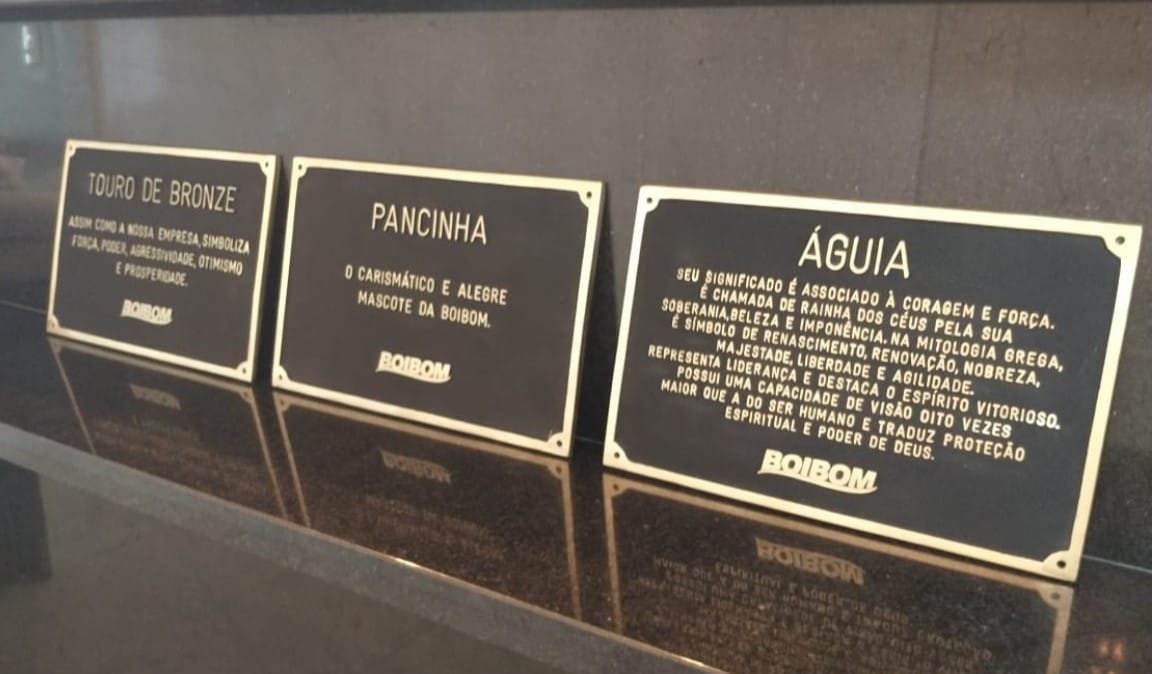 TOURO DE BRONZE
ASSIM COMO A NOSSA EMPRESA, SIMBOLIZA
FORÇA, PODER, AGRESSIVIDADE, OTIMISMO
E PROSPERIDADE.
BOIBOM
PANCINHA
O CARISMÁTICO E ALEGRE
MASCOTE DA BOIBOM.
BOIBOM
ÁGUIA
SEU SIGNIFICADO É ASSOCIADO À CORAGEM E FORÇA.
É CHAMADA DE RAINHA DOS CÉUS PELA SUA
SOBERANIA, BELEZA E IMPONÊNCIA. NA MITOLOGIA GREGA,
É SÍMBOLO DE RENASCIMENTO, RENOVAÇÃO, NOBREZA,
MAJESTADE, LIBERDADE E AGILIDADE.
REPRESENTA LIDERANÇA E DESTACA O ESPÍRITO VITORIOSO.
POSSUI UMA CAPACIDADE DE VISÃO OITO VEZES
MAIOR QUE A DO SER HUMANO E TRADUZ PROTEÇÃO
ESPIRITUAL E PODER DE DEUS.
BOIBOM